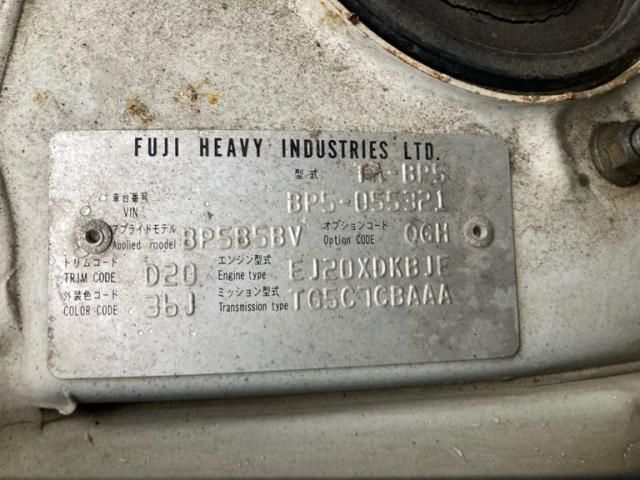 FUJI HEAVY INDUSTRIES LTD.
型式 TA-BP5
車台番号 VIN BP5-055321
アプライドモデル Applied model BP5B5BV オプションコード Option CODE QGH
トリムコード TRIM CODE D20 エンジン型式 Engine type EJ20XDKBJE
外装色コード COLOR CODE 36J ミッション型式 Transmission type TG5C7CBAAA